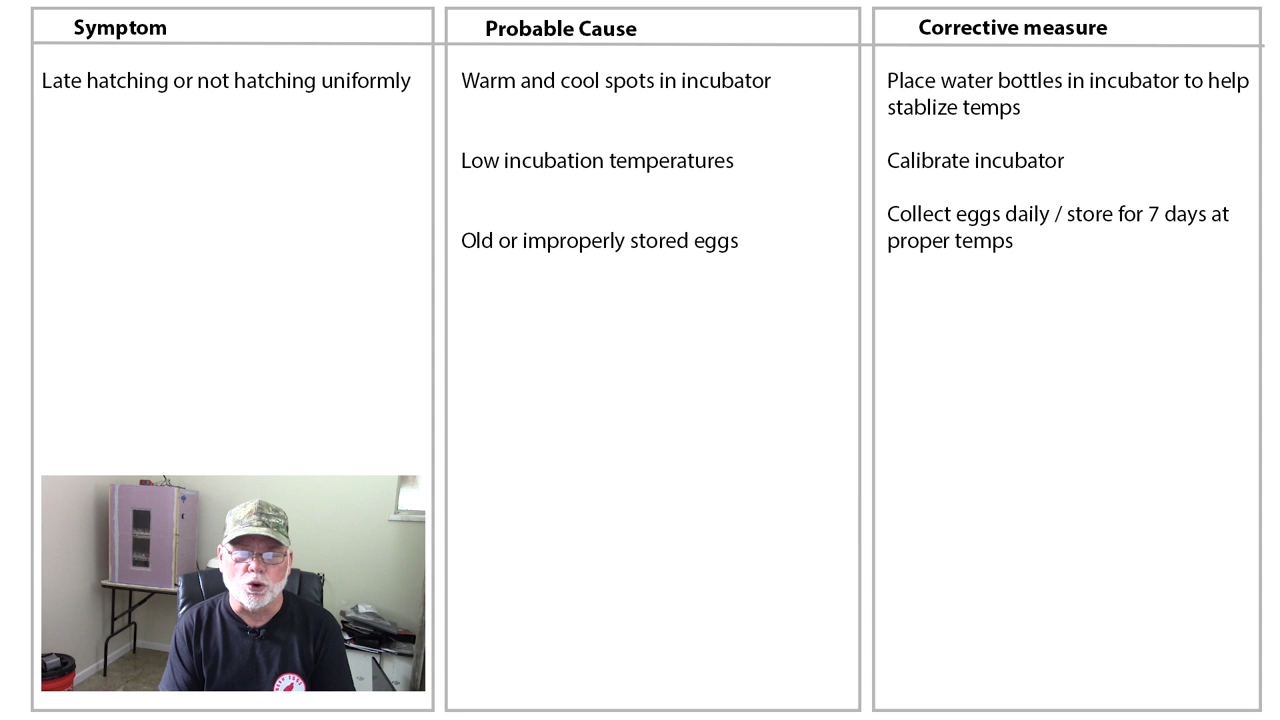 Symptom
Probable Cause
Corrective measure
Late hatching or not hatching uniformly
Warm and cool spots in incubator
Place water bottles in incubator to help
stablize temps
Low incubation temperatures
Calibrate incubator
Old or improperly stored eggs
Collect eggs daily / store for 7 days at
proper temps